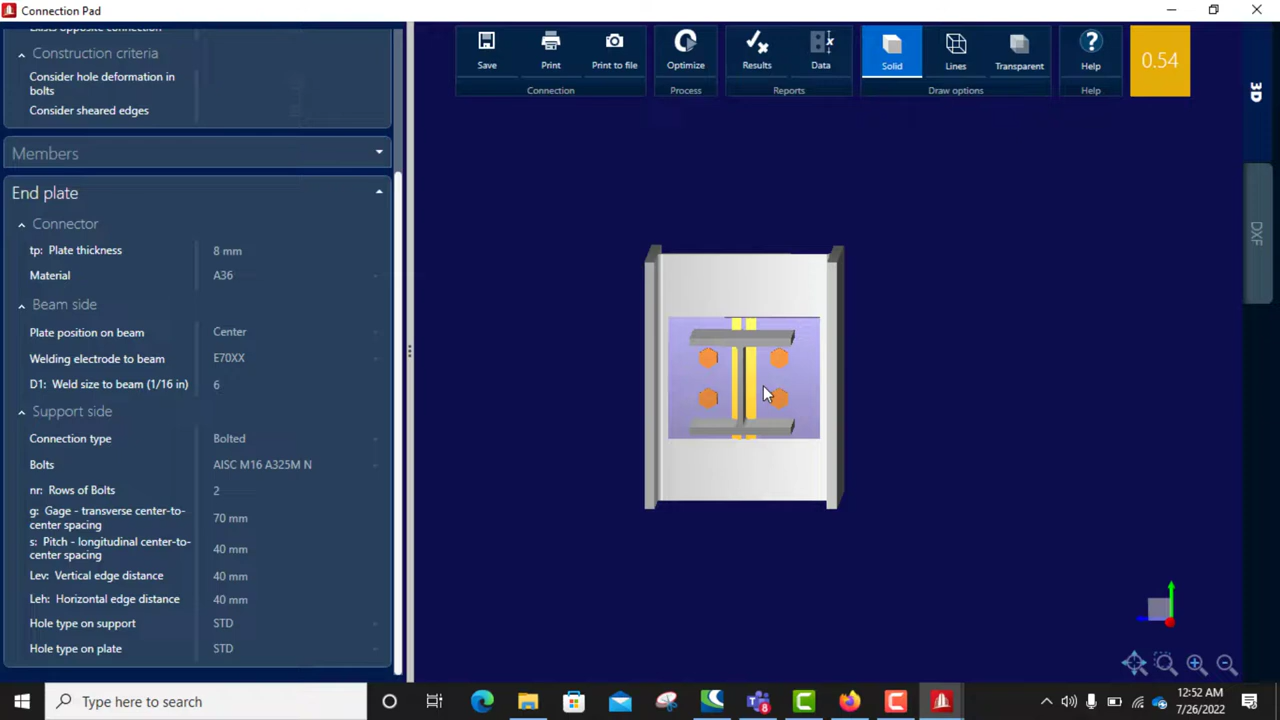 Connection Pad
Construction criteria
Consider hole deformation in
bolts
Consider sheared edges
Members
End plate
Connector
tp: Plate thickness 8 mm
Material A36
Beam side
Plate position on beam Center
Welding electrode to beam E70XX
D1: Weld size to beam (1/16 in) 6
Support side
Connection type Bolted
Bolts AISC M16 A325M N
nr: Rows of Bolts 2
g: Gage - transverse center-to-
center spacing 70 mm
s: Pitch - longitudinal center-to-
center spacing 40 mm
Lev: Vertical edge distance 40 mm
Leh: Horizontal edge distance 40 mm
Hole type on support STD
Hole type on plate STD
Save Print Print to file Optimize Results Data Solid Lines Transparent Help 0.54
Connection Process Reports Draw options Help
3D
DXF
Type here to search
12:52 AM
7/26/2022